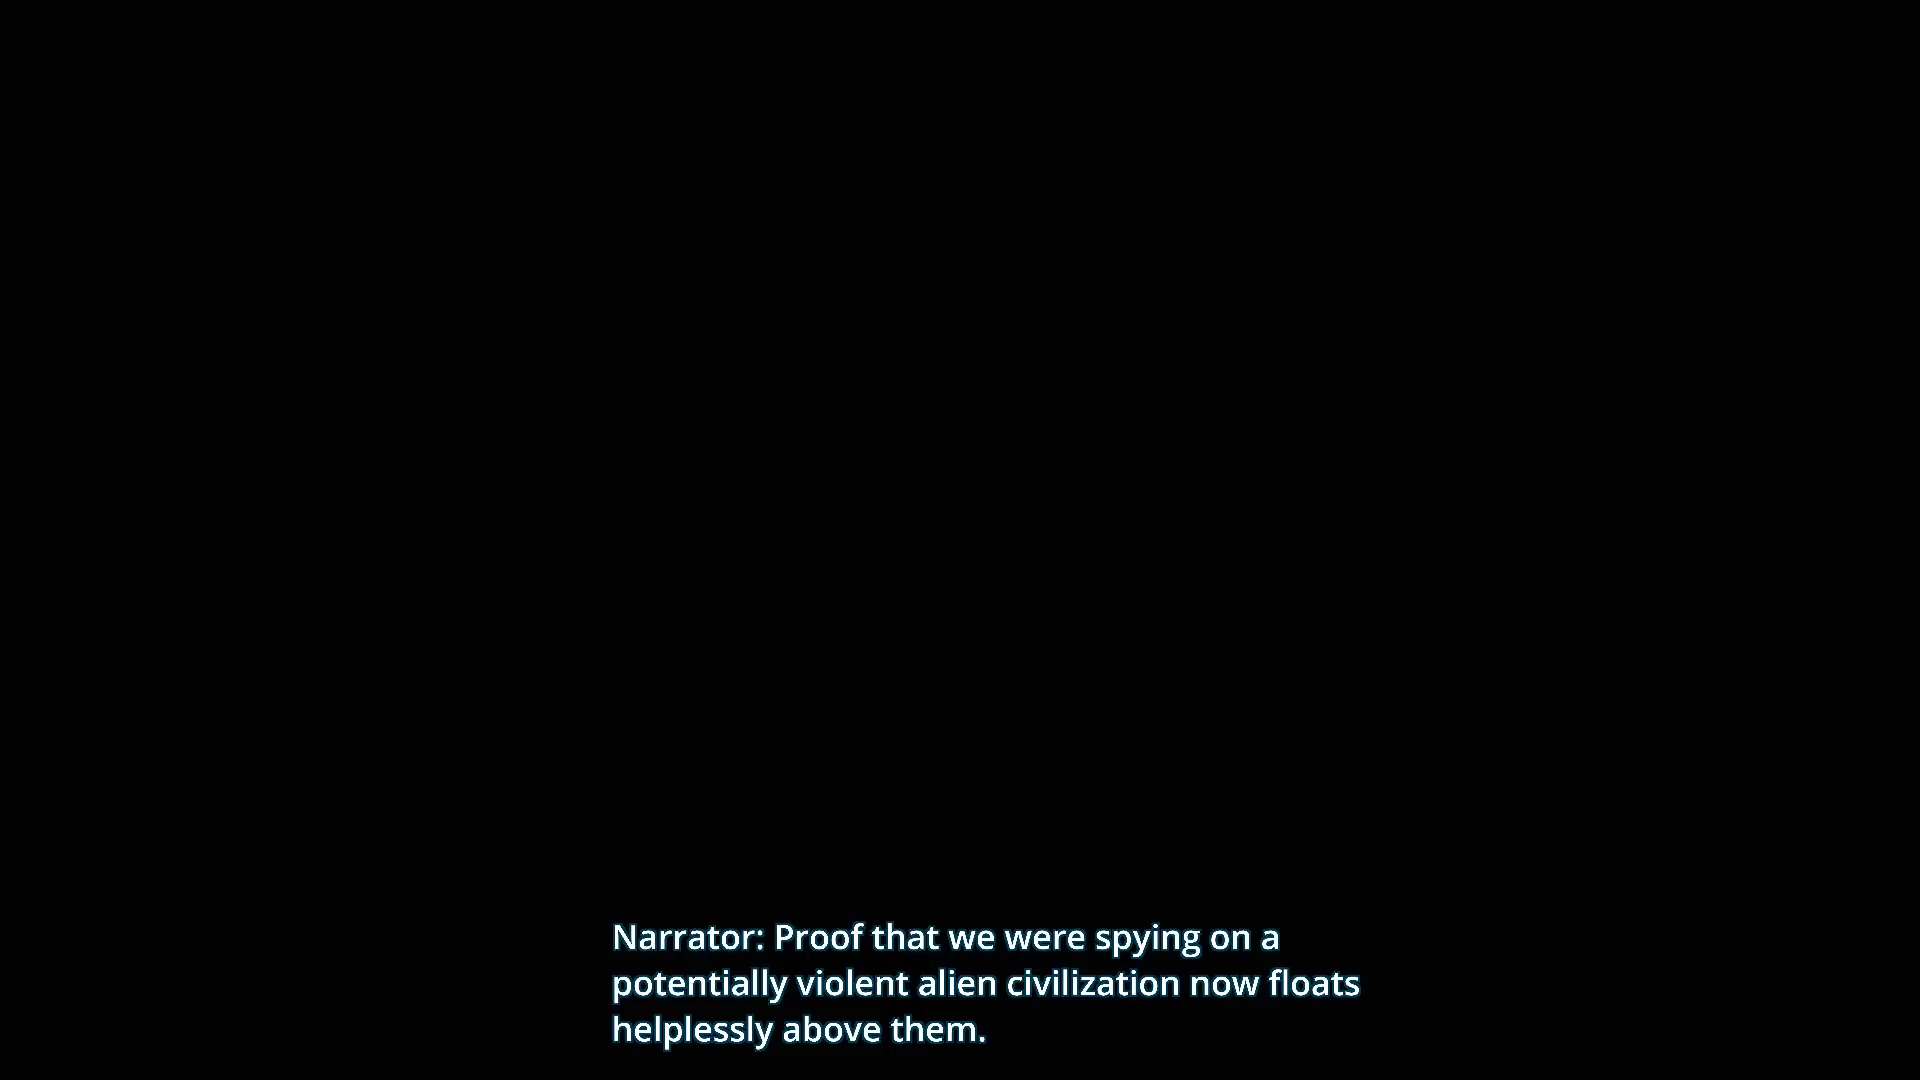 Narrator: Proof that we were spying on a
potentially violent alien civilization now floats
helplessly above them.